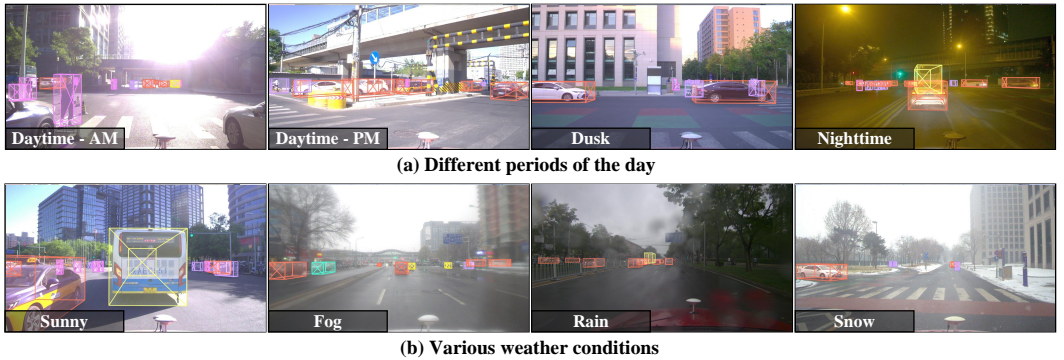 Daytime - AM
Daytime - PM
Dusk
Nighttime
(a) Different periods of the day
Sunny
Fog
Rain
Snow
(b) Various weather conditions